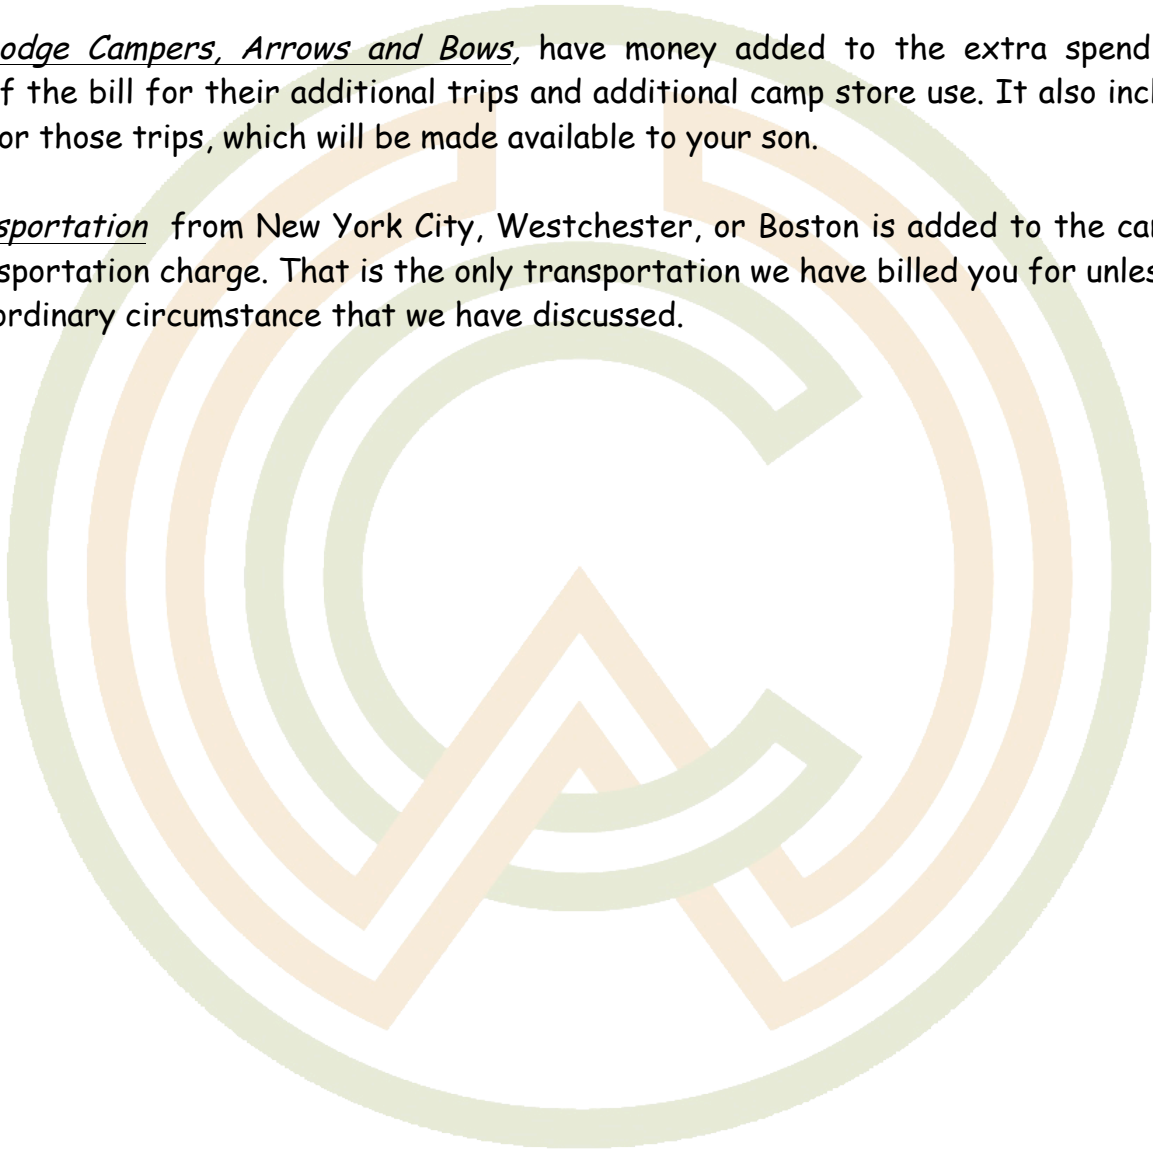 odge Campers, Arrows and Bows, have money added to the extra spend
f the bill for their additional trips and additional camp store use. It also incl
or those trips, which will be made available to your son.
sportation from New York City, Westchester, or Boston is added to the ca
sportation charge. That is the only transportation we have billed you for unles
ordinary circumstance that we have discussed.